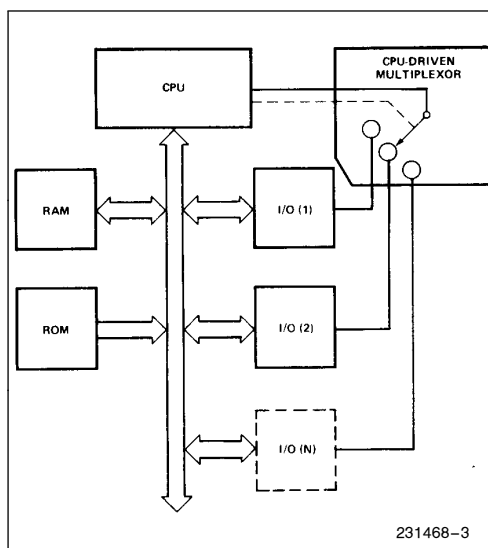 CPU-DRIVEN
MULTIPLEXOR
CPU
RAM
I/O (1)
ROM
I/O (2)
I/O (N)
231468–3